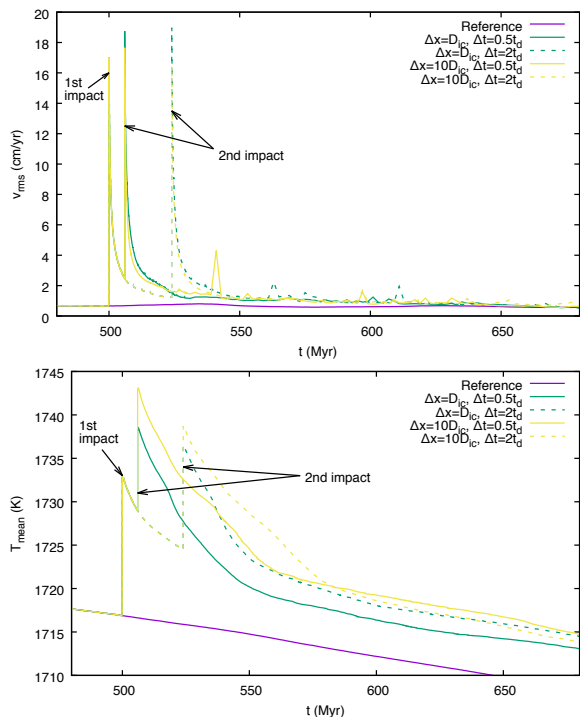 20
18
16
14
12
10
8
6
4
2
0
v_rms (cm/yr)
500
550
600
650
t (Myr)
Reference
Δx=D_ic, Δt=0.5t_d
Δx=D_ic, Δt=2t_d
Δx=10D_ic, Δt=0.5t_d
Δx=10D_ic, Δt=2t_d
1st
impact
2nd impact
1745
1740
1735
1730
1725
1720
1715
1710
T_mean (K)
500
550
600
650
t (Myr)
Reference
Δx=D_ic, Δt=0.5t_d
Δx=D_ic, Δt=2t_d
Δx=10D_ic, Δt=0.5t_d
Δx=10D_ic, Δt=2t_d
1st
impact
2nd impact